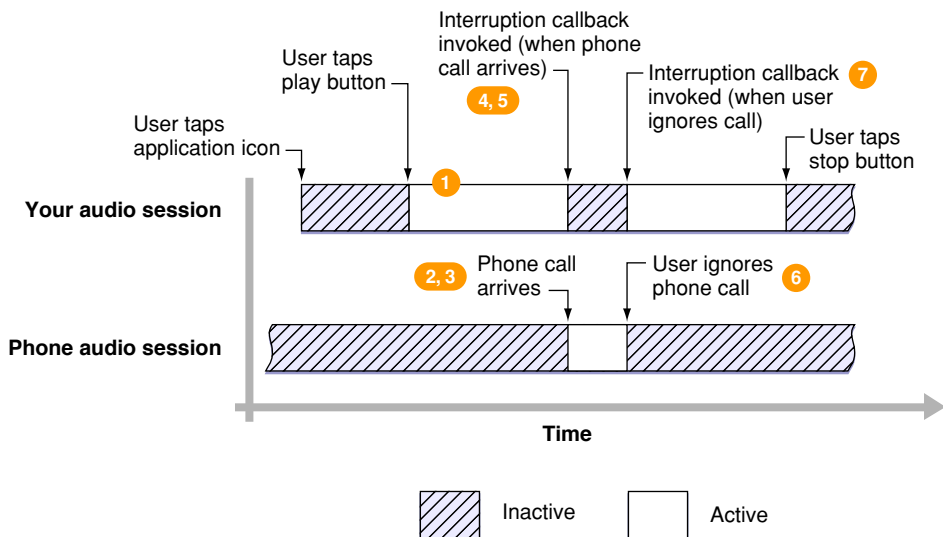 Interruption callback
invoked (when phone
call arrives)
4, 5
User taps
play button
Interruption callback
invoked (when user
ignores call)
7
User taps
application icon
User taps
stop button
1
Your audio session
2, 3
Phone call
arrives
User ignores
phone call
6
Phone audio session
Time
Inactive
Active